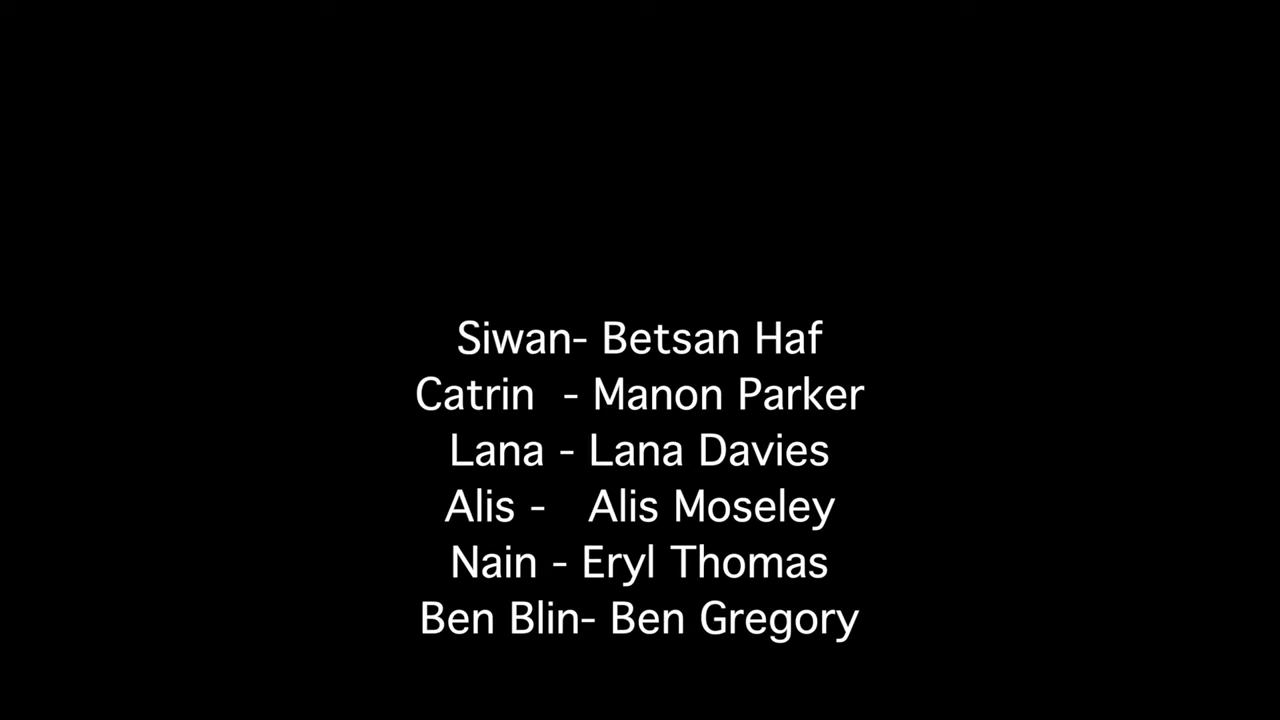 Siwan- Betsan Haf
Catrin  - Manon Parker
Lana - Lana Davies
Alis -   Alis Moseley
Nain - Eryl Thomas
Ben Blin- Ben Gregory